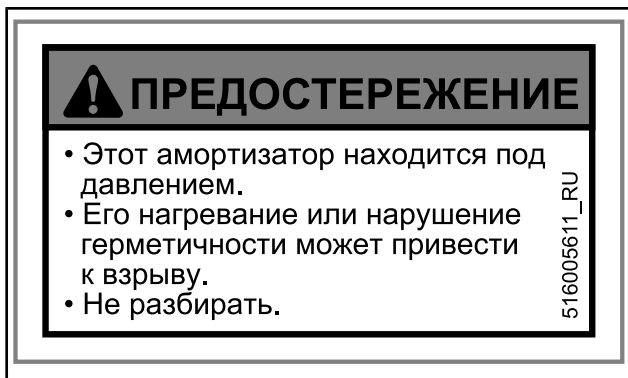 ПРЕДОСТЕРЕЖЕНИЕ
• Этот амортизатор находится под
давлением.
• Его нагревание или нарушение
герметичности может привести
к взрыву.
• Не разбирать.
516005611_RU